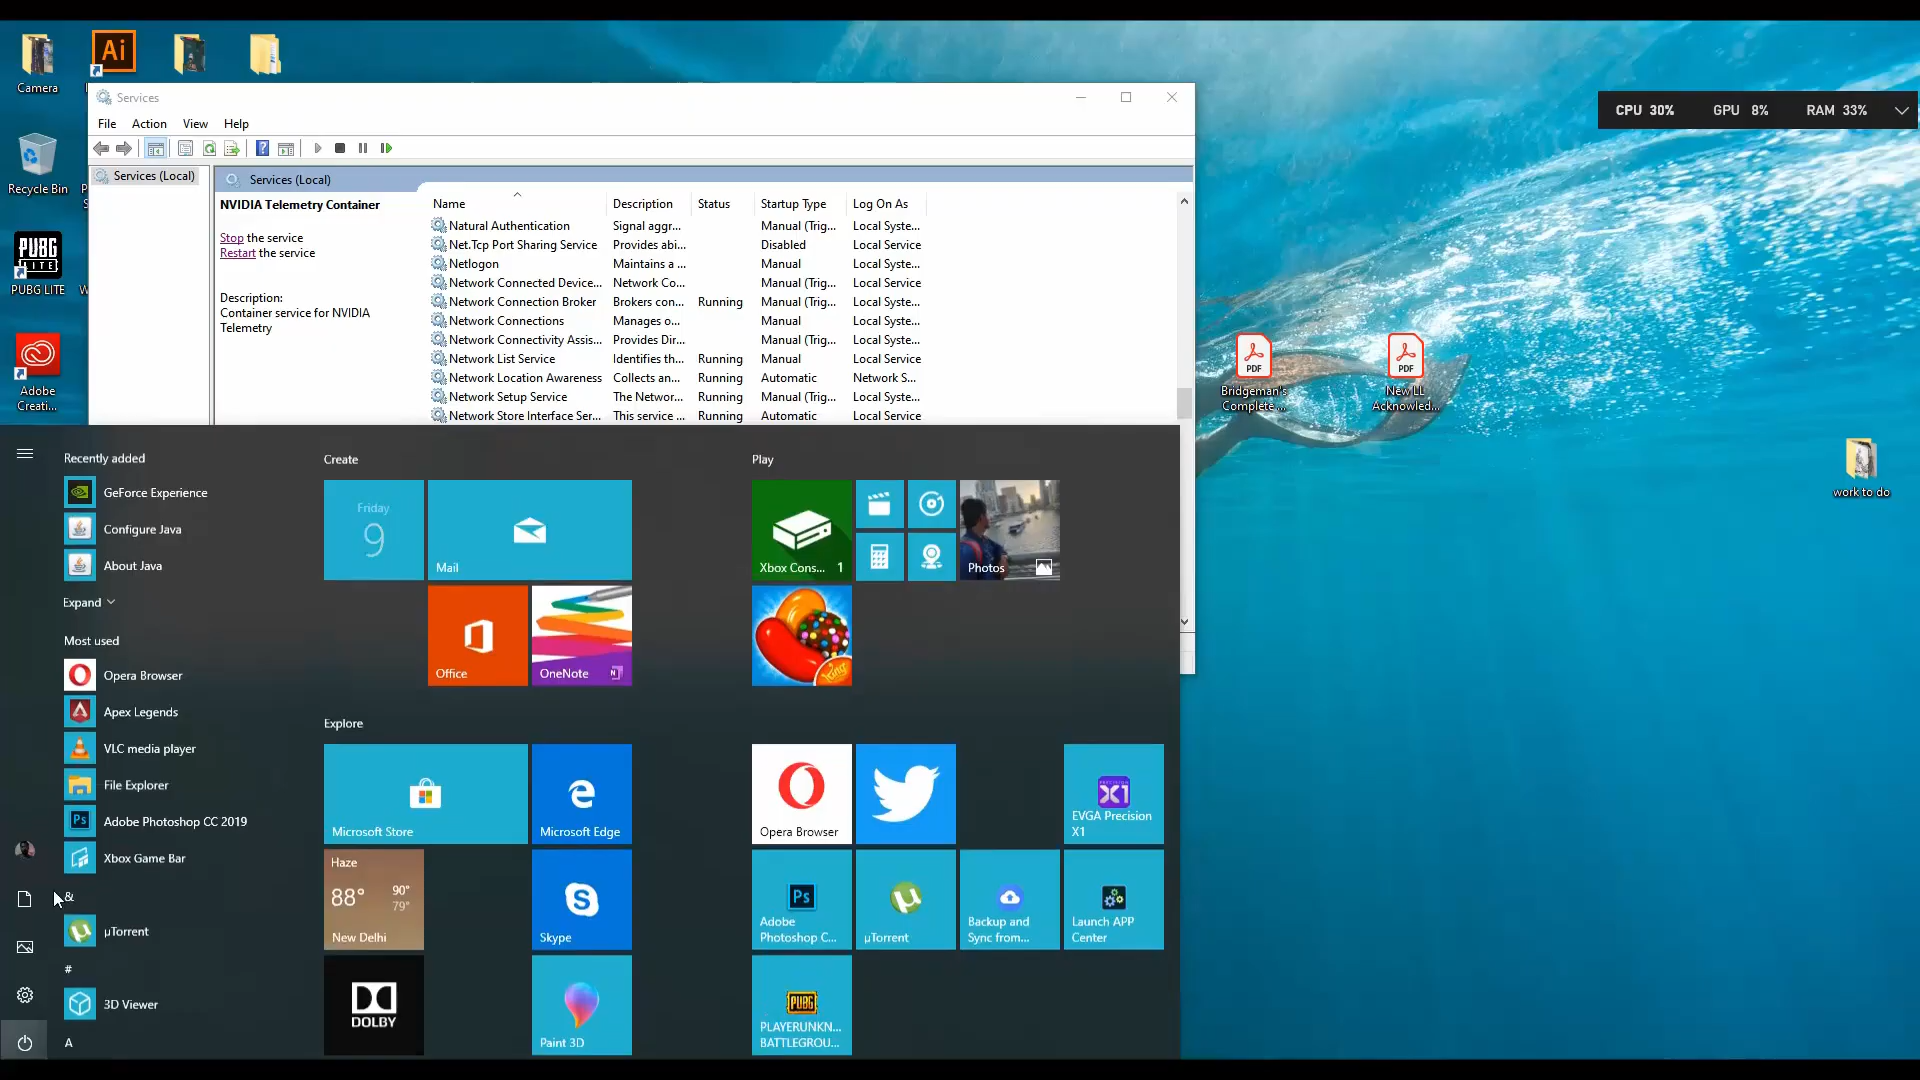 Camera
Ai
Recycle Bin
PUBG
LITE
PUBG LITE
Adobe
Creati...
Services
File Action View Help
Services (Local)
Services (Local)
NVIDIA Telemetry Container
Stop the service
Restart the service
Description:
Container service for NVIDIA
Telemetry
Name Description Status Startup Type Log On As
Natural Authentication Signal aggr... Manual (Trig... Local Syste...
Net.Tcp Port Sharing Service Provides abi... Disabled Local Service
Netlogon Maintains a ... Manual Local Syste...
Network Connected Device... Network Co... Manual (Trig... Local Service
Network Connection Broker Brokers con... Running Manual (Trig... Local Syste...
Network Connections Manages o... Manual Local Syste...
Network Connectivity Assis... Provides Dir... Manual (Trig... Local Syste...
Network List Service Identifies th... Running Manual Local Service
Network Location Awareness Collects an... Running Automatic Network S...
Network Setup Service The Networ... Running Manual (Trig... Local Syste...
Network Store Interface Ser... This service ... Running Automatic Local Service
CPU 30% GPU 8% RAM 33%
PDF
Bridgeman's
Complete ...
PDF
New LL
Acknowled...
work to do
Recently added
GeForce Experience
Configure Java
About Java
Expand
Most used
Opera Browser
Apex Legends
VLC media player
File Explorer
Ps
Adobe Photoshop CC 2019
Xbox Game Bar
&
µTorrent
#
3D Viewer
A
Create
Friday
9
Mail
Office
OneNote
Explore
Microsoft Store
Microsoft Edge
Haze
88° 90°
79°
New Delhi
Skype
DOLBY
Paint 3D
Play
Xbox Cons... 1
Photos
King
Opera Browser
PRECISION
X1
EVGA Precision
X1
Ps
Adobe
Photoshop C...
µTorrent
Backup and
Sync from...
Launch APP
Center
PUBG
PLAYERUNKN...
BATTLEGROU...